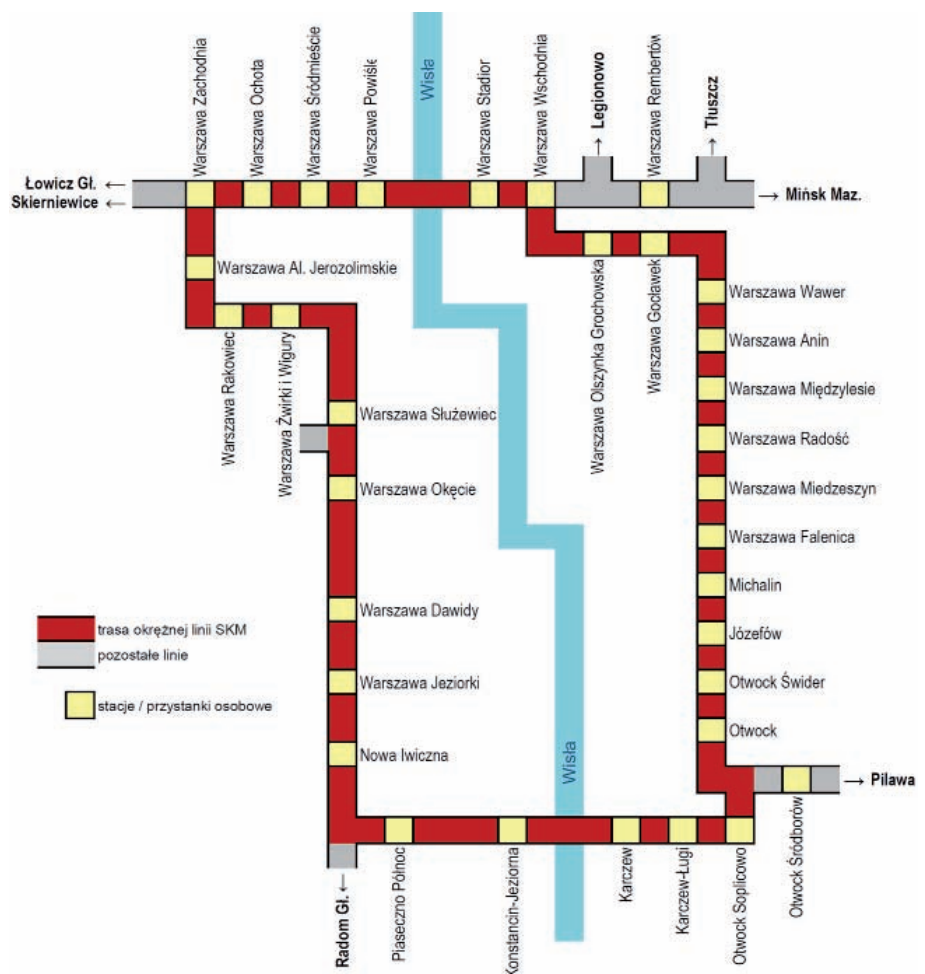 Warszawa Zachodnia
Warszawa Ochota
Warszawa Śródmieście
Warszawa Powiśle
Wisła
Warszawa Stadior
Warszawa Wschodnia
→ Legionowo
Warszawa Rembertów
→ Tłuszcz
Łowicz Gł. ←
Skierniewice ←
→ Mińsk Maz.
Warszawa Al. Jerozolimskie
Warszawa Rakowiec
Warszawa Żwirki i Wigury
Warszawa Olszynka Grochowska
Warszawa Gocławek
Warszawa Wawer
Warszawa Anin
Warszawa Międzylesie
Warszawa Radość
Warszawa Miedzeszyn
Warszawa Falenica
Michalin
Józefów
Otwock Świder
Otwock
Warszawa Służewiec
Warszawa Okęcie
Warszawa Dawidy
Warszawa Jeziorki
Nowa Iwiczna
trasa okrężnej linii SKM
pozostałe linie
stacje / przystanki osobowe
Wisła
→ Pilawa
Radom Gł. ←
Piaseczno Północ
Konstancin-Jeziorna
Karczew
Karczew-Ługi
Otwock Soplicowo
Otwock Śródborów